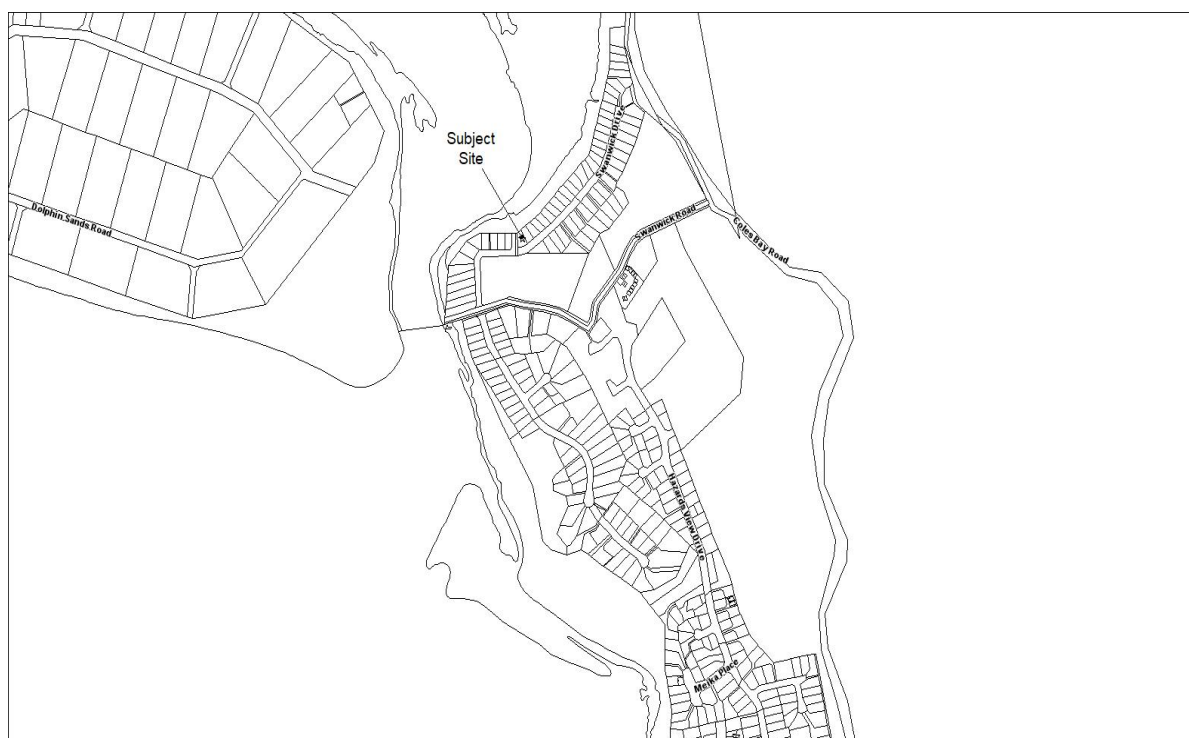 Subject
Site
Swanwick Drive
Dolphin Sands Road
Swanwick Road
Coles Bay Road
Hazards View Drive
Meika Place